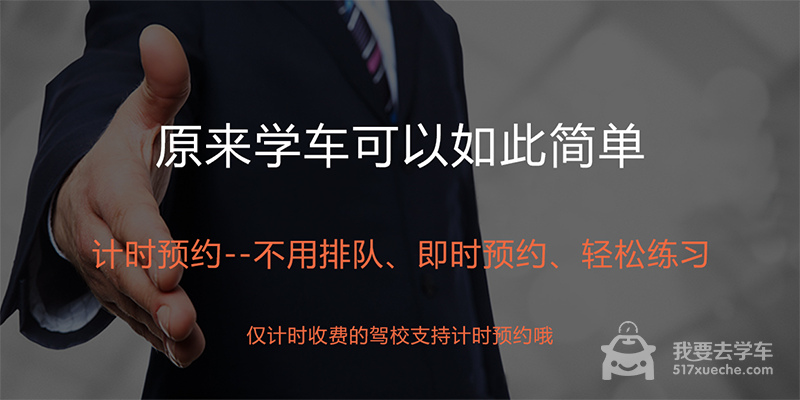 原来学车可以如此简单
计时预约--不用排队、即时预约、轻松练习
仅计时收费的驾校支持计时预约哦
我要去学车
517xueche.com